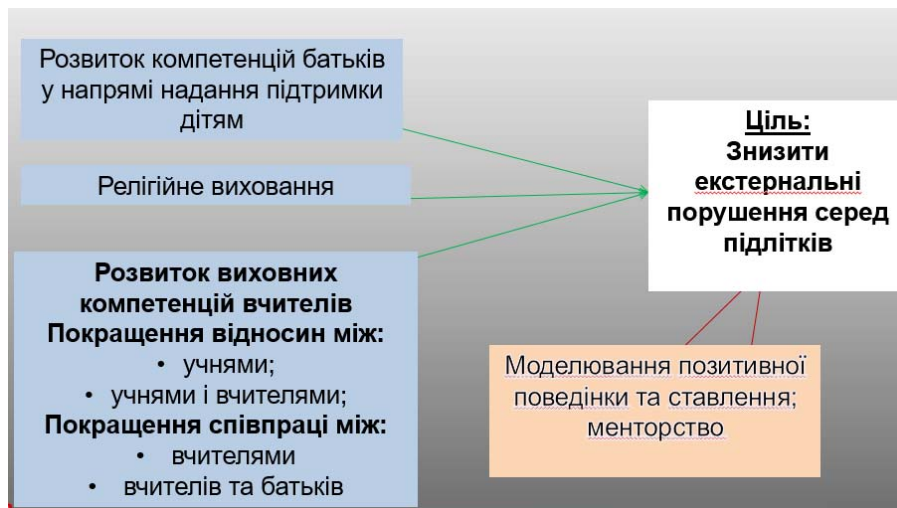 Розвиток компетенцій батьків
у напрямі надання підтримки
дітям
Релігійне виховання
Розвиток виховних
компетенцій вчителів
Покращення відносин між:
• учнями;
• учнями і вчителями;
Покращення співпраці між:
• вчителями
• вчителів та батьків
Ціль:
Знизити
екстернальні
порушення серед
підлітків
Моделювання позитивної
поведінки та ставлення;
менторство